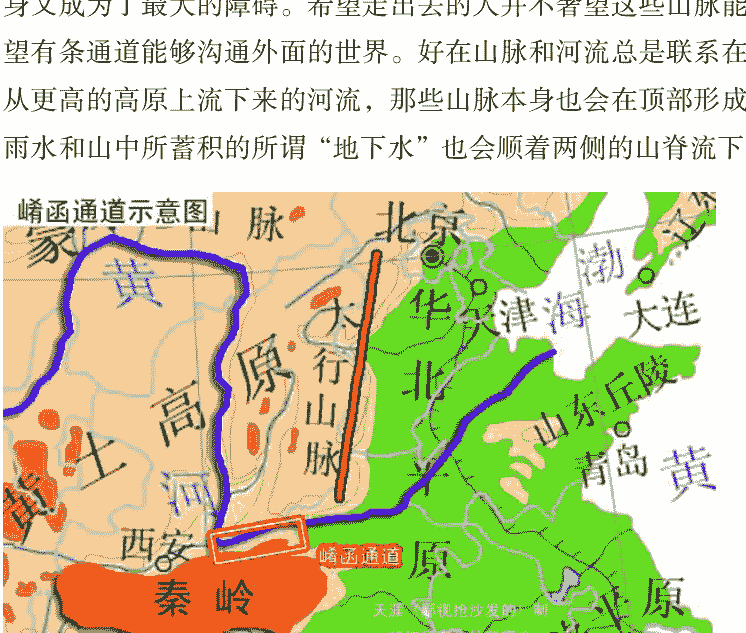 身又成为了最大的障碍。希望走出去的人并不奢望这些山脉能
望有条通道能够沟通外面的世界。好在山脉和河流总是联系在
从更高的高原上流下来的河流，那些山脉本身也会在顶部形成
雨水和山中所蓄积的所谓“地下水”也会顺着两侧的山脊流下
崤函通道示意图
山脉
北京
辽东
蒙
黄
渤
海
华
天津
大连
太
行
山
脉
高原
北
山东丘陵
土
青岛
黄
河
平
黄
西安
崤函通道
原
秦岭
原